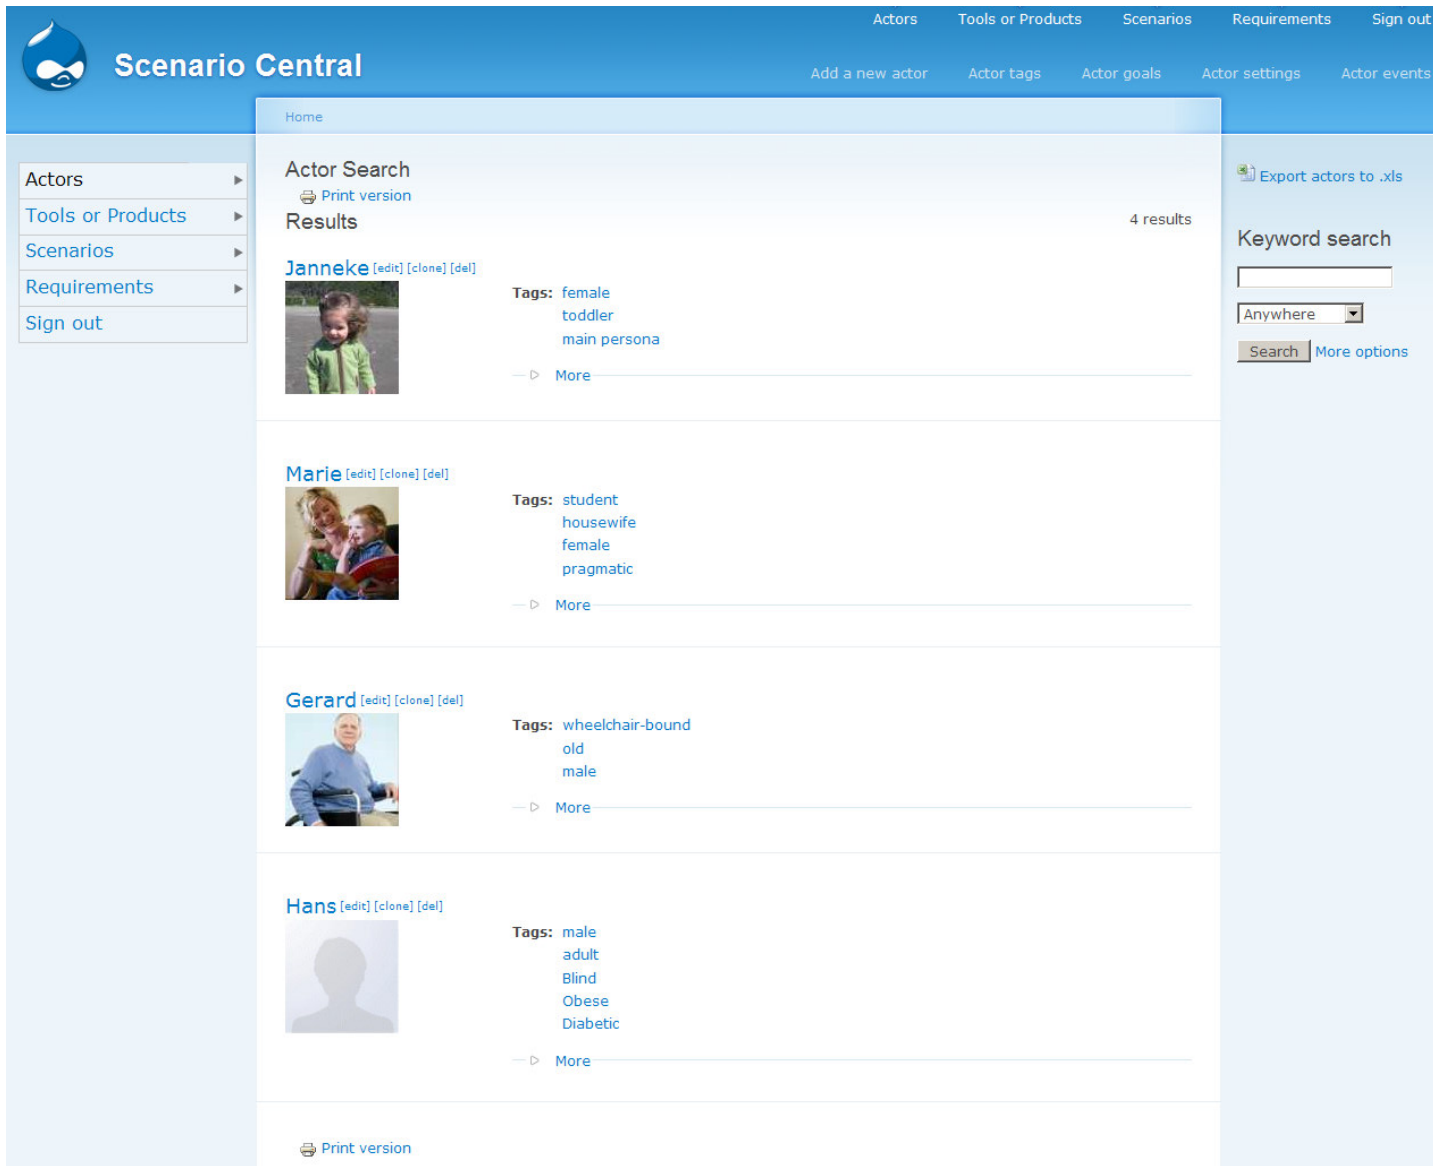 Actors Tools or Products Scenarios Requirements Sign out
Scenario Central
Add a new actor Actor tags Actor goals Actor settings Actor events
Home
Actors
Tools or Products
Scenarios
Requirements
Sign out
Actor Search
Print version
Results 4 results
Janneke [edit] [clone] [del]
Tags: female
toddler
main persona
More
Marie [edit] [clone] [del]
Tags: student
housewife
female
pragmatic
More
Gerard [edit] [clone] [del]
Tags: wheelchair-bound
old
male
More
Hans [edit] [clone] [del]
Tags: male
adult
Blind
Obese
Diabetic
More
Print version
Export actors to .xls
Keyword search
Anywhere
Search More options